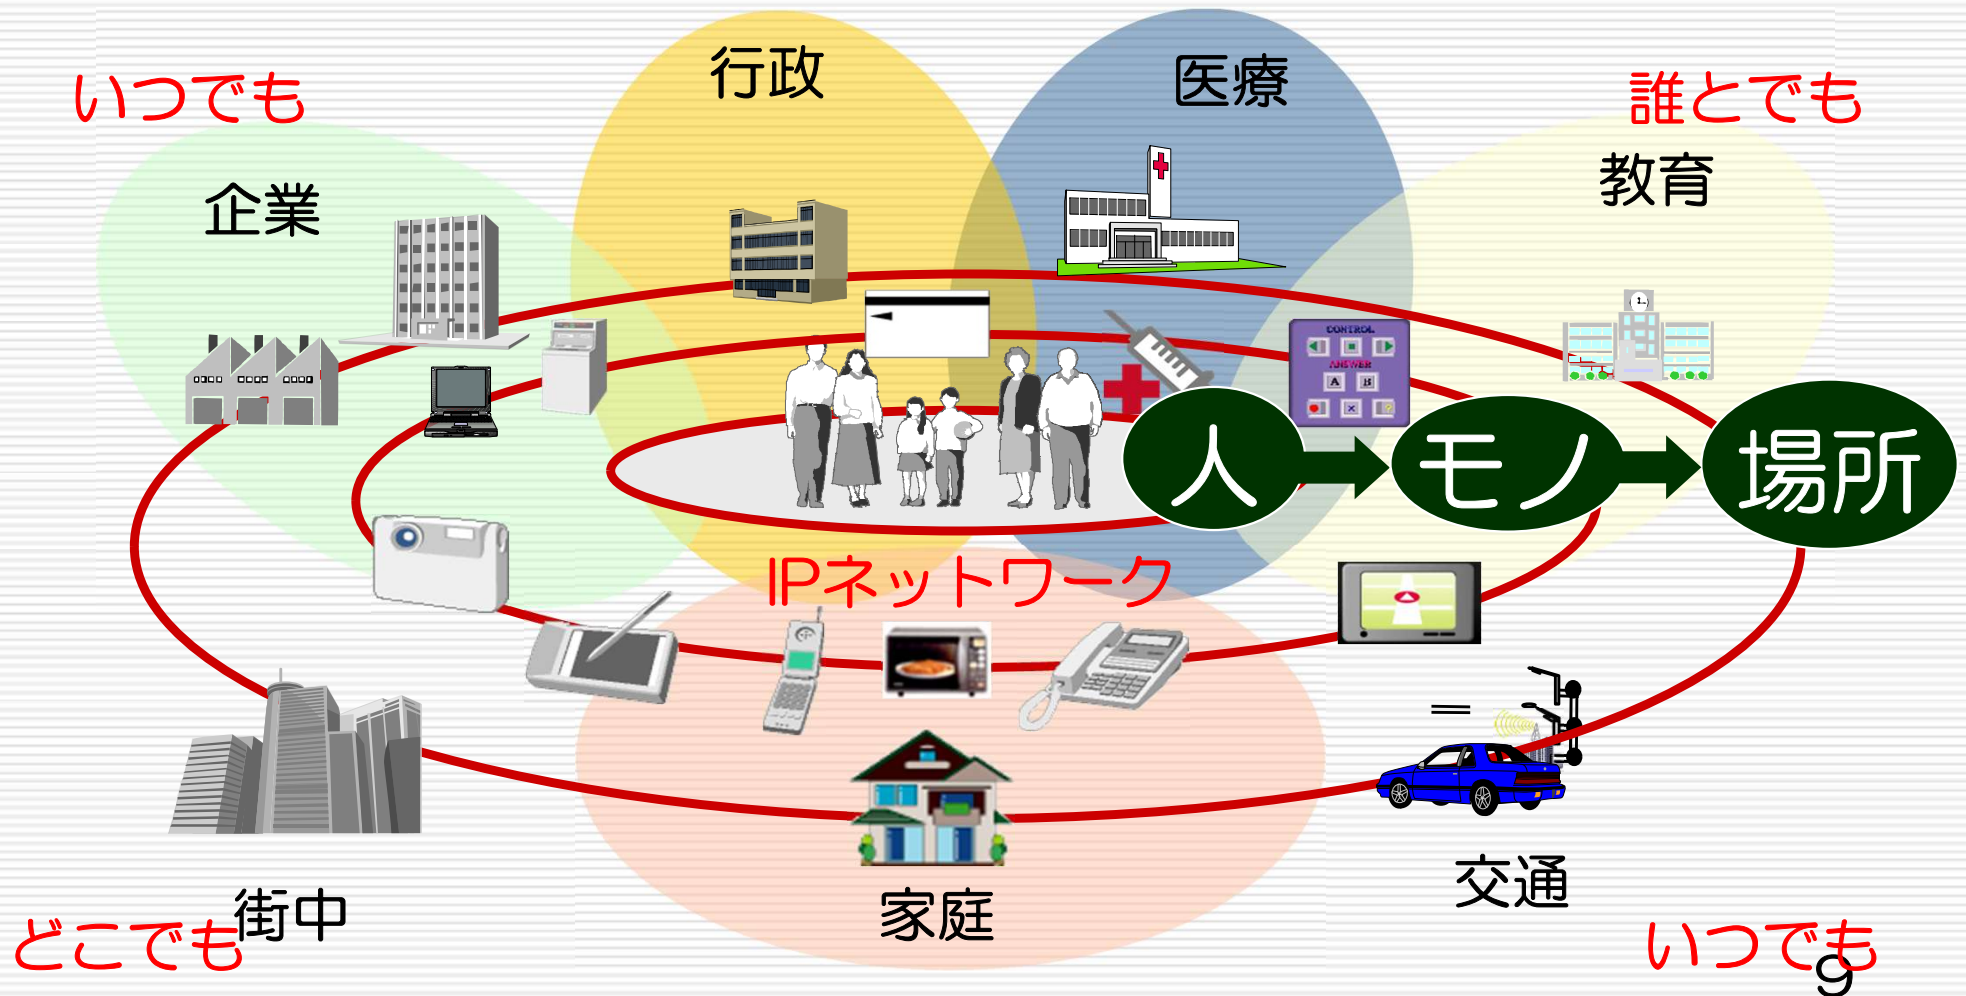 行政
医療
いつでも
誰とでも
教育
企業
CONTROL
ANSWER
A B
人
モノ
場所
IPネットワーク
交通
街中
家庭
どこでも
いつでも
9